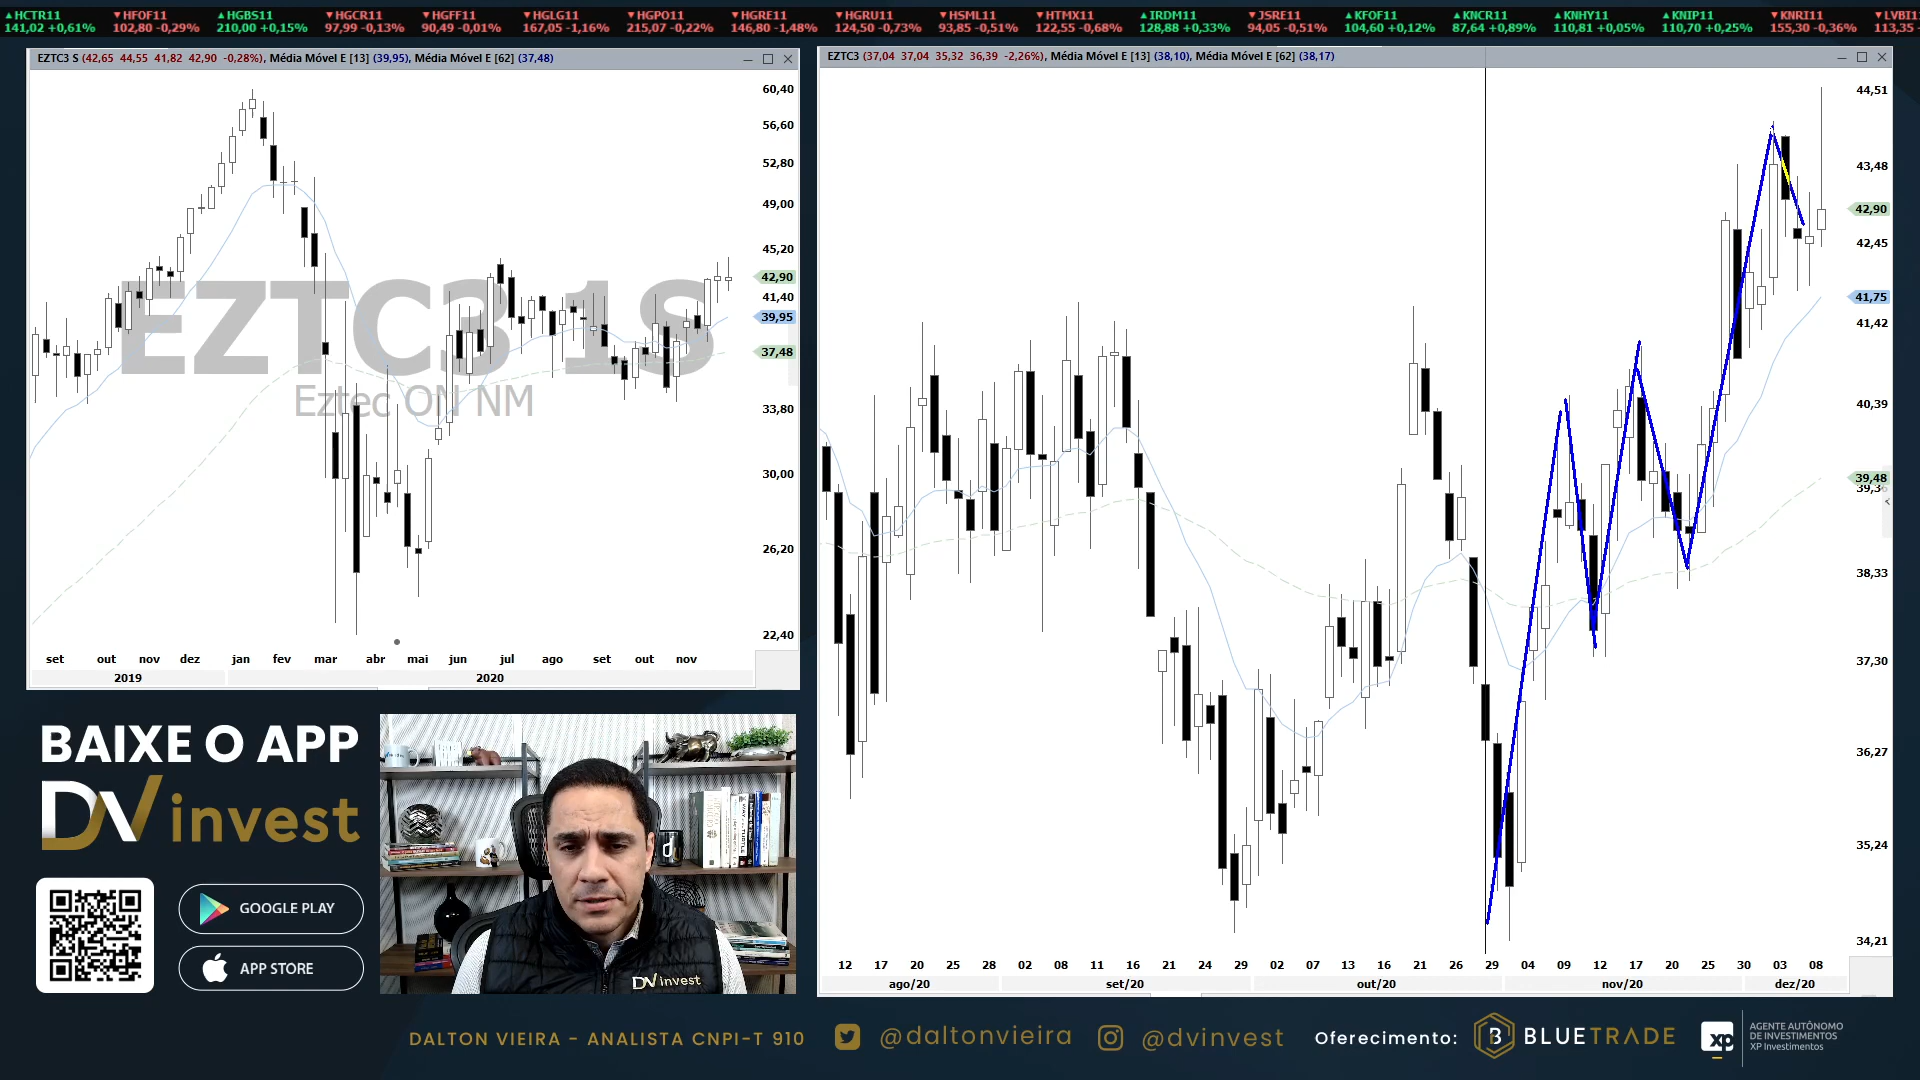 ▲HCTR11 ▼HFOF11 ▲HGBS11 ▼HGCR11 ▼HGFF11 ▼HGLG11 ▼HGPO11 ▼HGRE11 ▼HGRU11 ▼HSML11 ▼HTMX11 ▲IRDM11 ▼JSRE11 ▲KFOF11 ▲KNCR11 ▲KNHY11 ▲KNIP11 ▼KNRI11 ▼LVBI1
141,02 +0,61% 102,80 -0,29% 210,00 +0,15% 97,99 -0,13% 90,49 -0,01% 167,05 -1,16% 215,07 -0,22% 146,80 -1,48% 124,50 -0,73% 93,85 -0,51% 122,55 -0,68% 128,88 +0,33% 94,05 -0,51% 104,60 +0,12% 87,64 +0,89% 110,81 +0,05% 110,70 +0,25% 155,30 -0,36% 113,35 -
EZTC3 S (42,65 44,55 41,82 42,90 -0,28%), Média Móvel E [13] (39,95), Média Móvel E [62] (37,48)
60,40
56,60
52,80
49,00
45,20
42,90
41,40
39,95
37,48
33,80
30,00
26,20
22,40
EZTC3 1S
Eztec ON NM
set out nov dez jan fev mar abr mai jun jul ago set out nov
2019 2020
EZTC3 (37,04 37,04 35,32 36,39 -2,26%), Média Móvel E [13] (38,10), Média Móvel E [62] (38,17)
44,51
43,48
42,90
42,45
41,75
41,42
40,39
39,48
38,33
37,30
36,27
35,24
34,21
12 17 20 25 28 02 08 11 16 21 24 29 02 07 13 16 21 26 29 04 09 12 17 20 25 30 03 08
ago/20 set/20 out/20 nov/20 dez/20
BAIXE O APP
DV invest
GOOGLE PLAY
APP STORE
DV invest
DALTON VIEIRA - ANALISTA CNPI-T 910
@daltonvieira
@dvinvest
Oferecimento:
BLUETRADE
xp
AGENTE AUTÔNOMO
DE INVESTIMENTOS
XP Investimentos